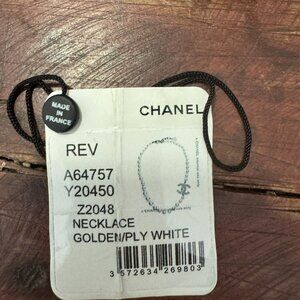 MADE IN
FRANCE
CHANEL
REV
A64757
Y20450
Z2048
NECKLACE
GOLDEN/PLY WHITE
3 572634 269803